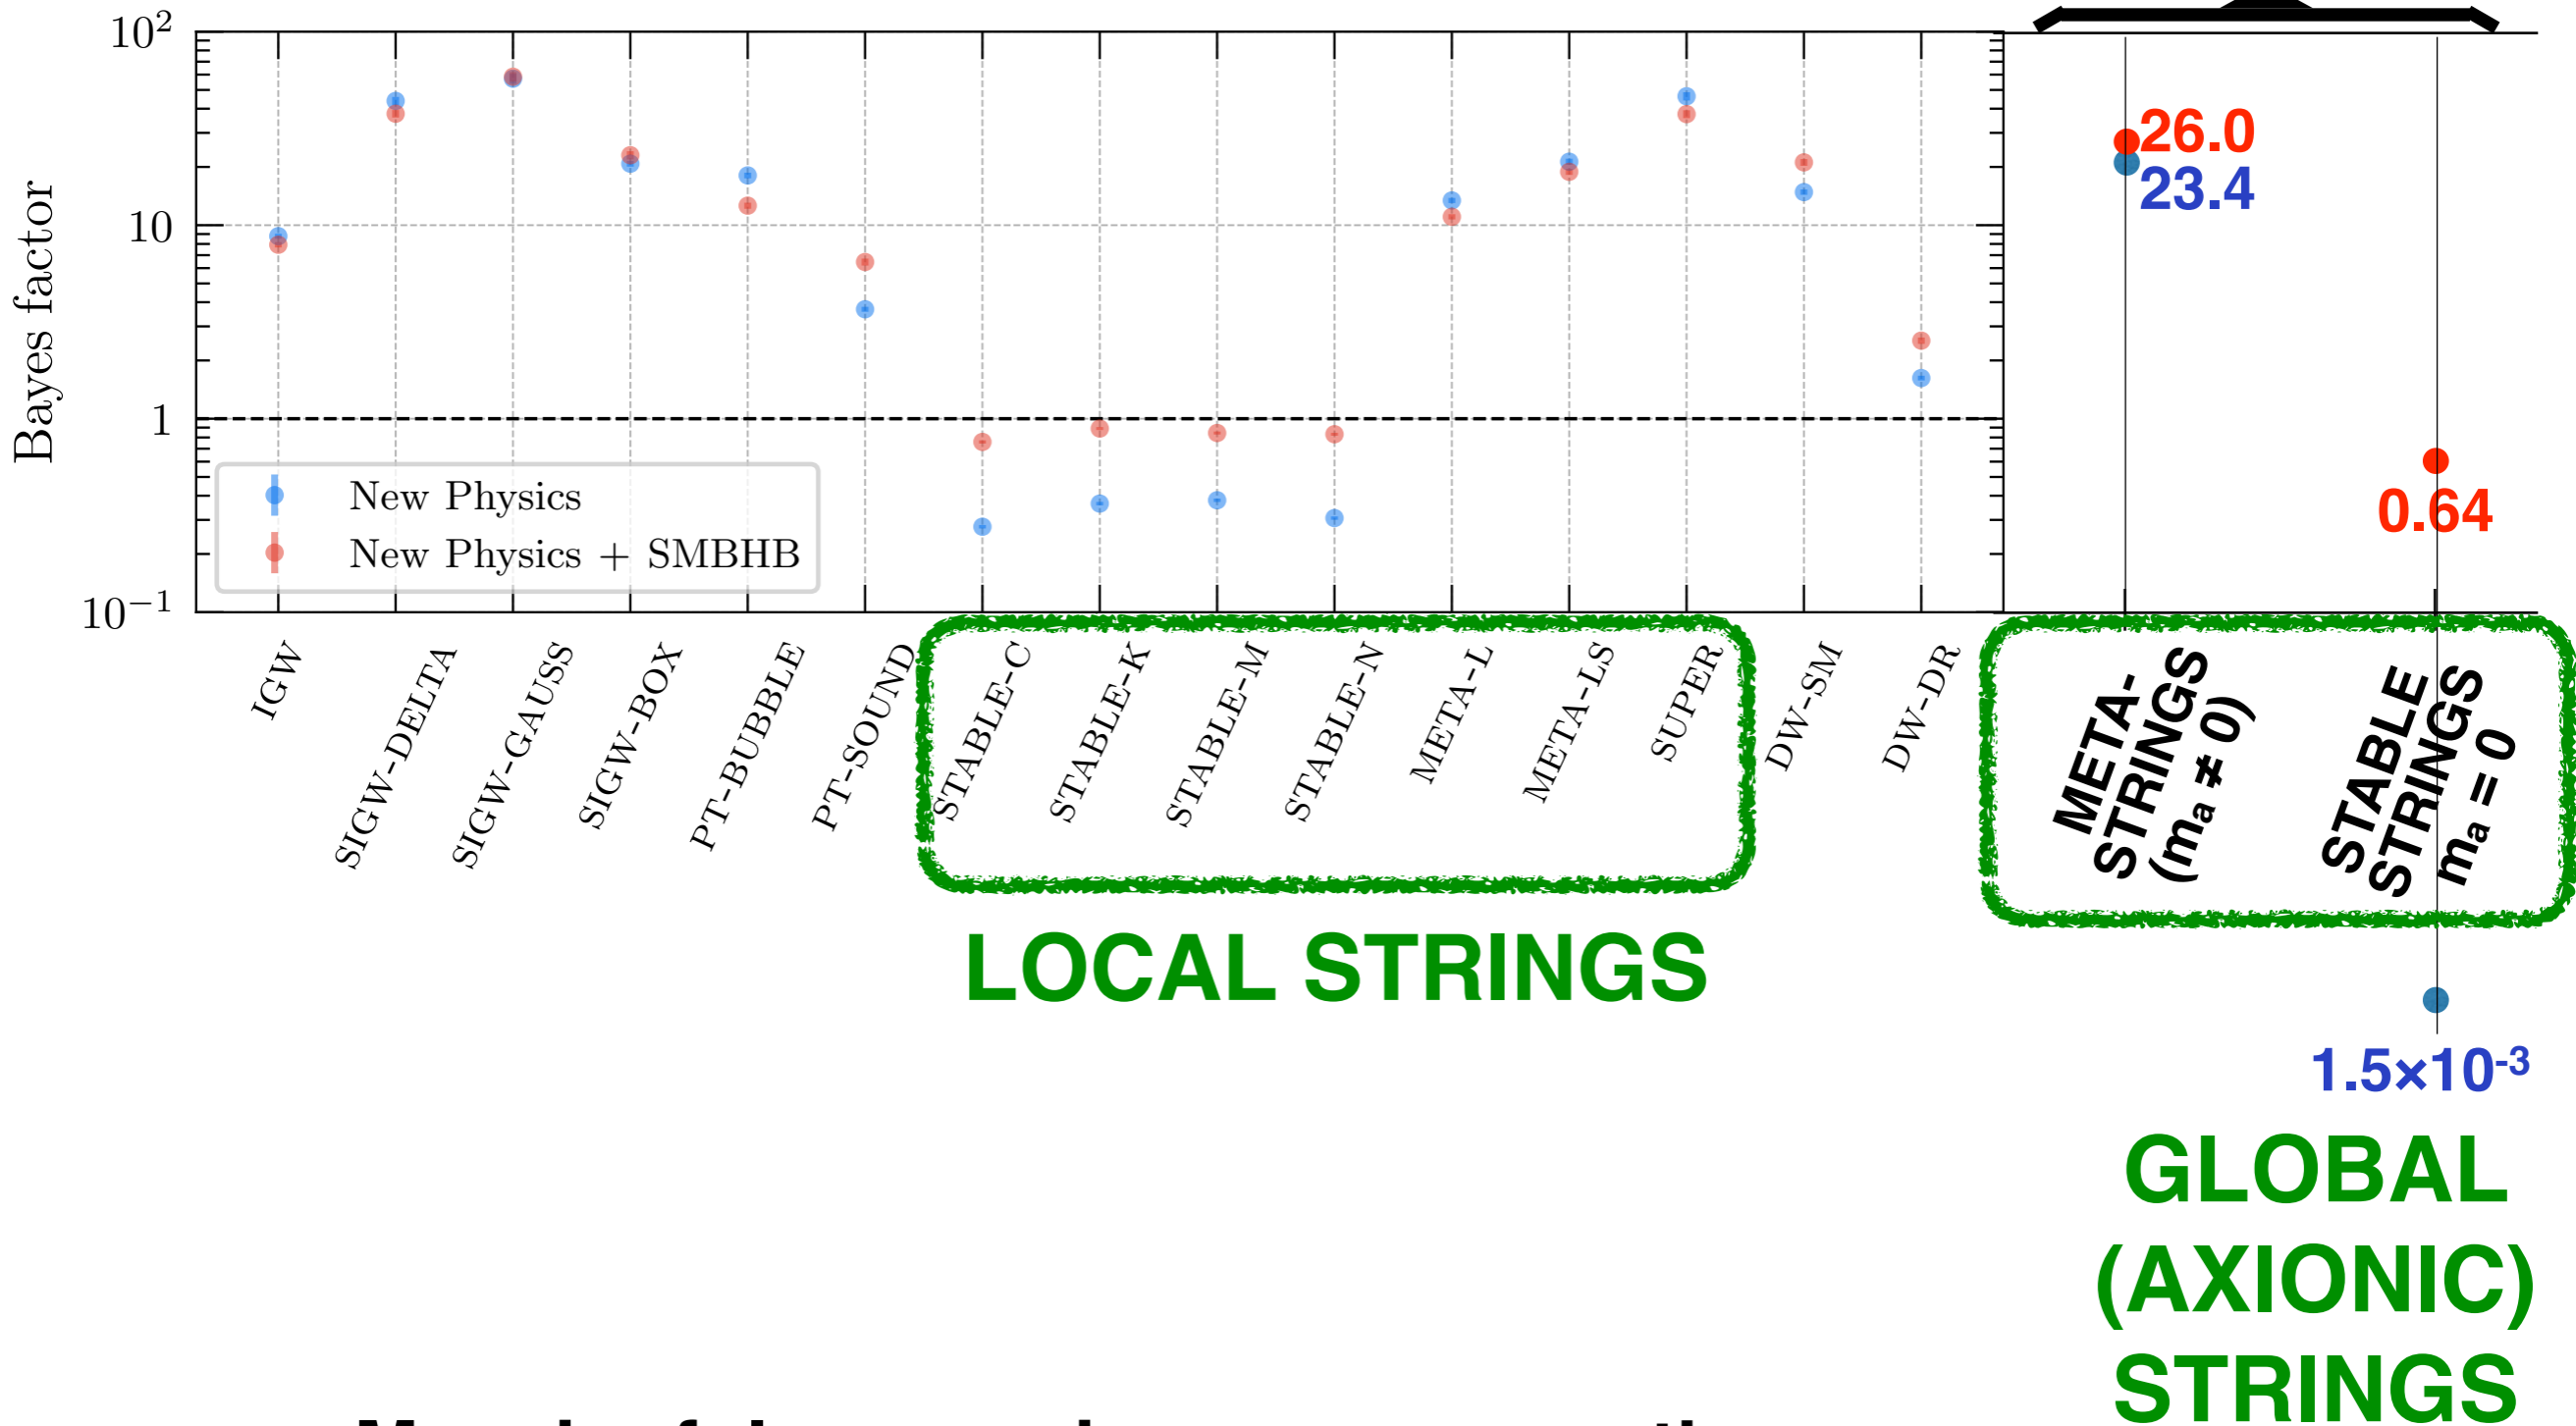 10²
10
1
10⁻¹
Bayes factor
New Physics
New Physics + SMBHB
26.0
23.4
0.64
IGW
SIGW-DELTA
SIGW-GAUSS
SIGW-BOX
PT-BUBBLE
PT-SOUND
STABLE-C
STABLE-K
STABLE-M
STABLE-N
META-L
META-LS
SUPER
DW-SM
DW-DR
META-
STRINGS
(mₐ ≠ 0)
STABLE
STRINGS
mₐ = 0
LOCAL STRINGS
1.5×10⁻³
GLOBAL
(AXIONIC)
STRINGS